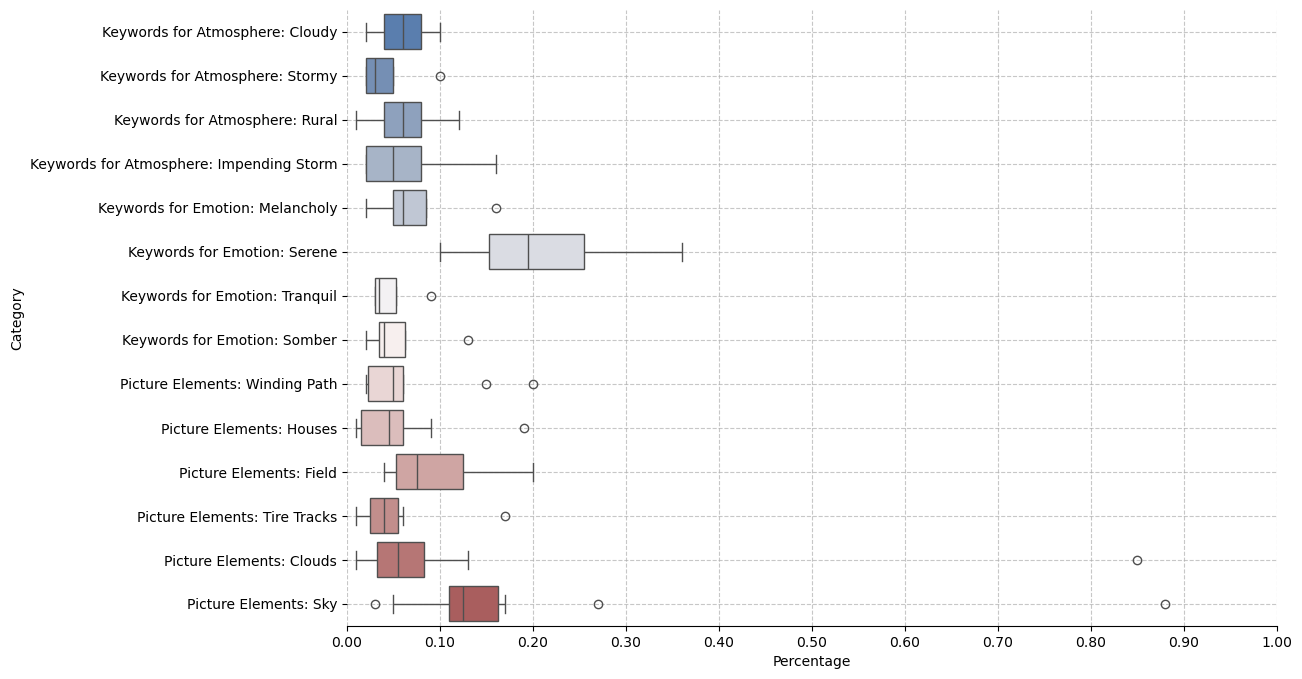 Keywords for Atmosphere: Cloudy
Keywords for Atmosphere: Stormy
Keywords for Atmosphere: Rural
Keywords for Atmosphere: Impending Storm
Keywords for Emotion: Melancholy
Keywords for Emotion: Serene
Keywords for Emotion: Tranquil
Keywords for Emotion: Somber
Picture Elements: Winding Path
Picture Elements: Houses
Picture Elements: Field
Picture Elements: Tire Tracks
Picture Elements: Clouds
Picture Elements: Sky
Category
0.00 0.10 0.20 0.30 0.40 0.50 0.60 0.70 0.80 0.90 1.00
Percentage